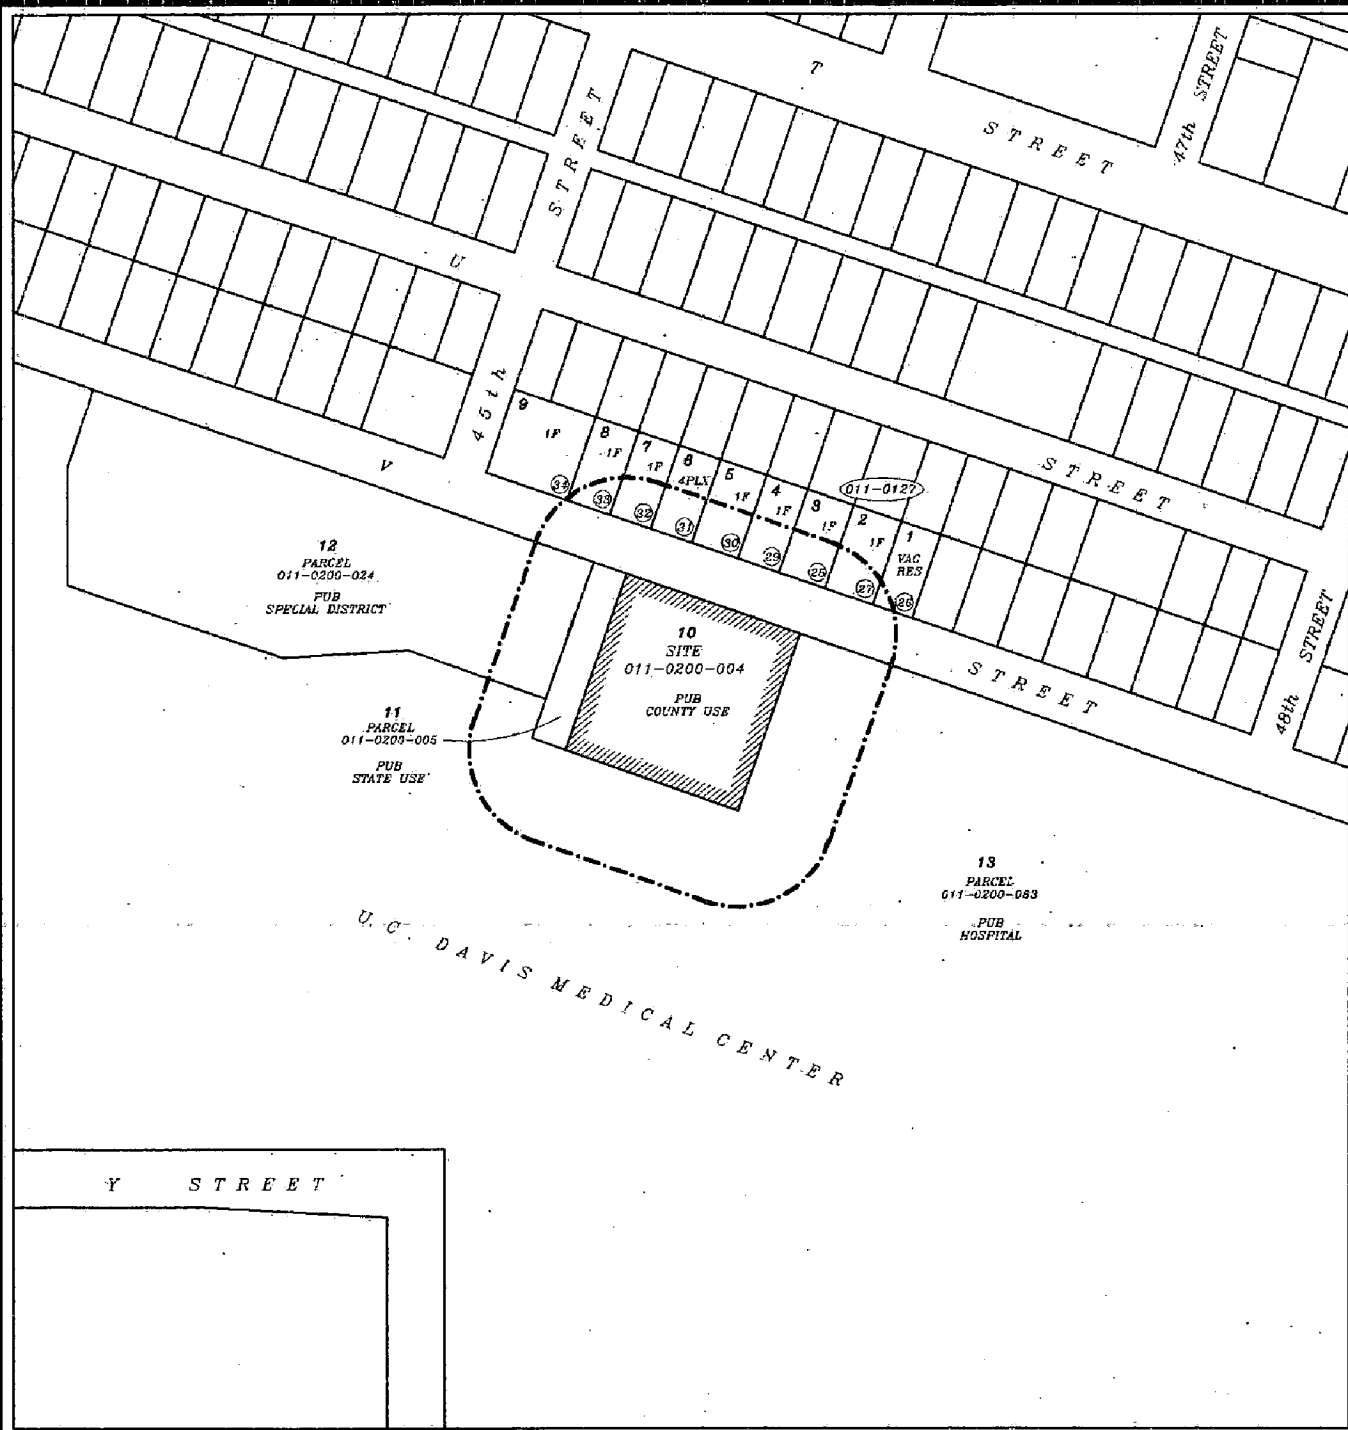 T
STREET
47th STREET
STREET
U
STREET
45th
V
STREET
48th STREET
011-0127
9
1F
34
8
1F
33
7
1F
32
6
4PLX
31
5
1F
30
4
1F
29
3
1F
28
2
1F
27
1
VAC
RES
26
12
PARCEL
011-0200-024
PUB
SPECIAL DISTRICT
10
SITE
011-0200-004
PUB
COUNTY USE
11
PARCEL
011-0200-005
PUB
STATE USE
13
PARCEL
011-0200-083
PUB
HOSPITAL
U.C. DAVIS MEDICAL CENTER
Y STREET